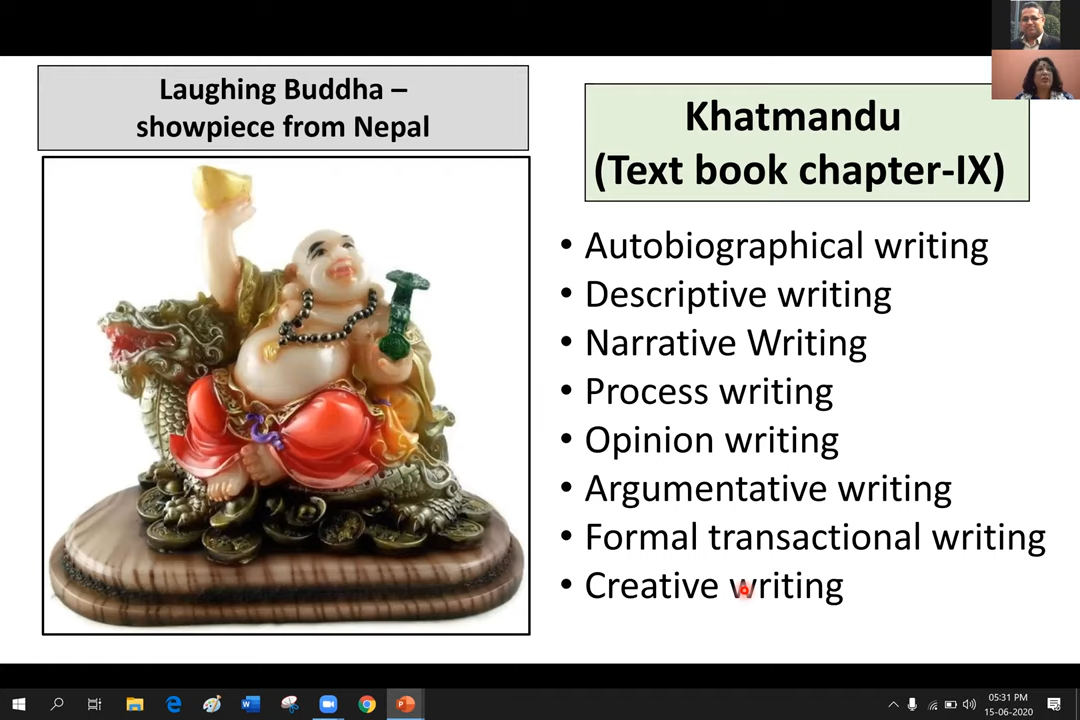 Laughing Buddha –
showpiece from Nepal
Khatmandu
(Text book chapter-IX)
• Autobiographical writing
• Descriptive writing
• Narrative Writing
• Process writing
• Opinion writing
• Argumentative writing
• Formal transactional writing
• Creative writing
05:31 PM
15-06-2020